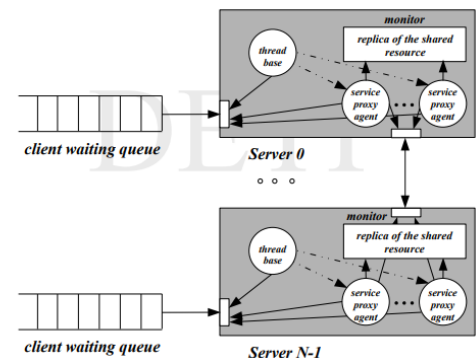 monitor
thread
base
replica of the shared
resource
service
proxy
agent
service
proxy
agent
client waiting queue
Server 0
monitor
thread
base
replica of the shared
resource
service
proxy
agent
service
proxy
agent
client waiting queue
Server N-1
DETI